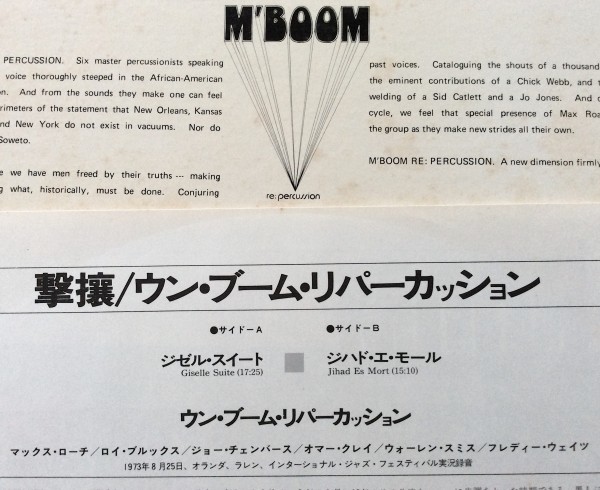 M'BOOM
PERCUSSION. Six master percussionists speaking
voice thoroughly steeped in the African-American
on. And from the sounds they make one can feel
rimeters of the statement that New Orleans, Kansas
nd New York do not exist in vacuums. Nor do
Soweto.
e we have men freed by their truths --- making
ng what, historically, must be done. Conjuring
re: percussion
past voices. Cataloguing the shouts of a thousand
the eminent contributions of a Chick Webb, and t
welding of a Sid Catlett and a Jo Jones. And
cycle, we feel that special presence of Max Roa
the group as they make new strides all their own.
M'BOOM RE: PERCUSSION. A new dimension firmly
撃攘/ウン・ブーム・リパーカッション
●サイド－A ●サイド－B
ジゼル・スイート ジハド・エ・モール
Giselle Suite (17:25) Jihad Es Mort (15:10)
ウン・ブーム・リパーカッション
マックス・ローチ/ロイ・ブルックス/ジョー・チェンバース/オマー・クレイ/ウォーレン・スミス/フレディー・ウェイツ
1973年8月25日、オランダ、ラレン、インターショナル・ジャズ・フェスティバル実況録音